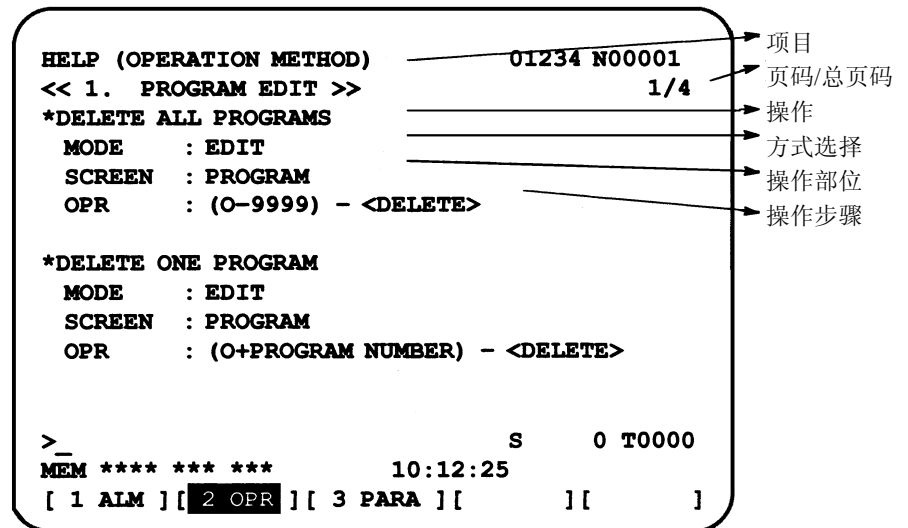 HELP (OPERATION METHOD) 01234 N00001
<< 1. PROGRAM EDIT >> 1/4
*DELETE ALL PROGRAMS
MODE : EDIT
SCREEN : PROGRAM
OPR : (O-9999) - <DELETE>
*DELETE ONE PROGRAM
MODE : EDIT
SCREEN : PROGRAM
OPR : (O+PROGRAM NUMBER) - <DELETE>
>_ S 0 T0000
MEM **** *** *** 10:12:25
[ 1 ALM ][ 2 OPR ][ 3 PARA ][ ][ ]
项目
页码/总页码
操作
方式选择
操作部位
操作步骤